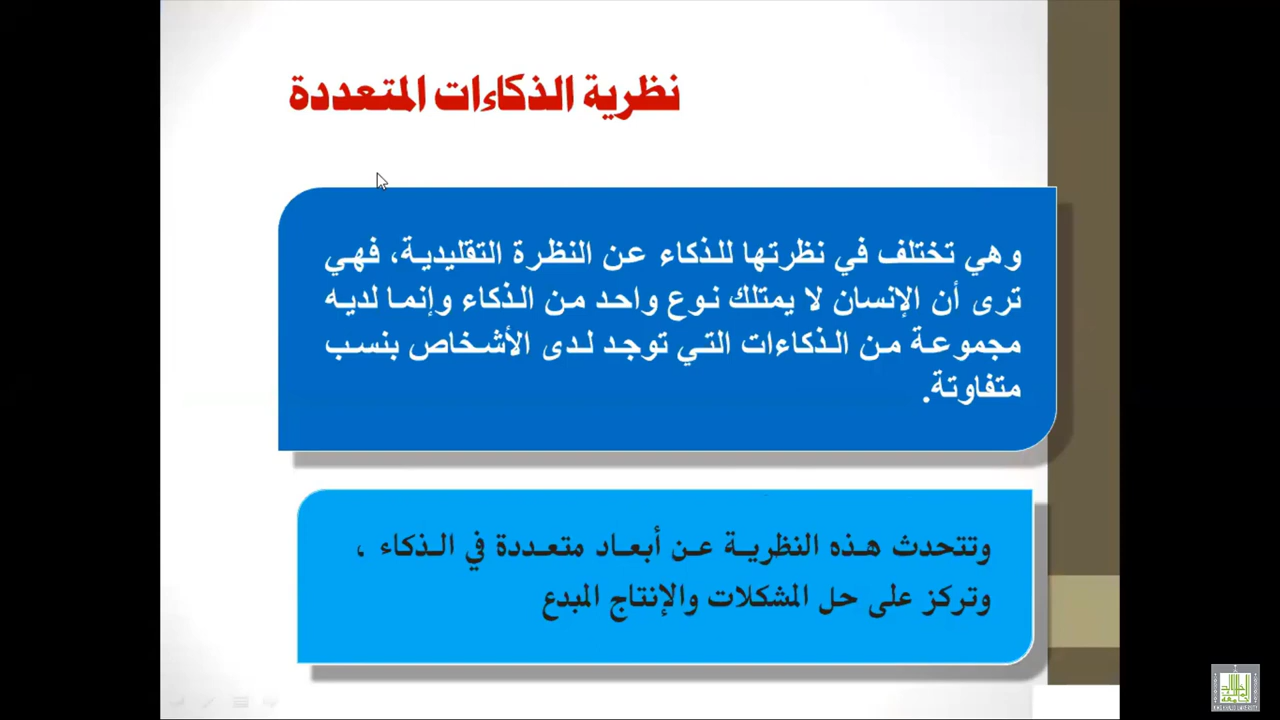 نظرية الذكاءات المتعددة
وهي تختلف في نظرتها للذكاء عن النظرة التقليدية، فهي
ترى أن الإنسان لا يمتلك نوع واحد من الذكاء وإنما لديه
مجموعة من الذكاءات التي توجد لدى الأشخاص بنسب
متفاوتة.
وتتحدث هذه النظرية عن أبعاد متعددة في الذكاء ،
وتركز على حل المشكلات والإنتاج المبدع